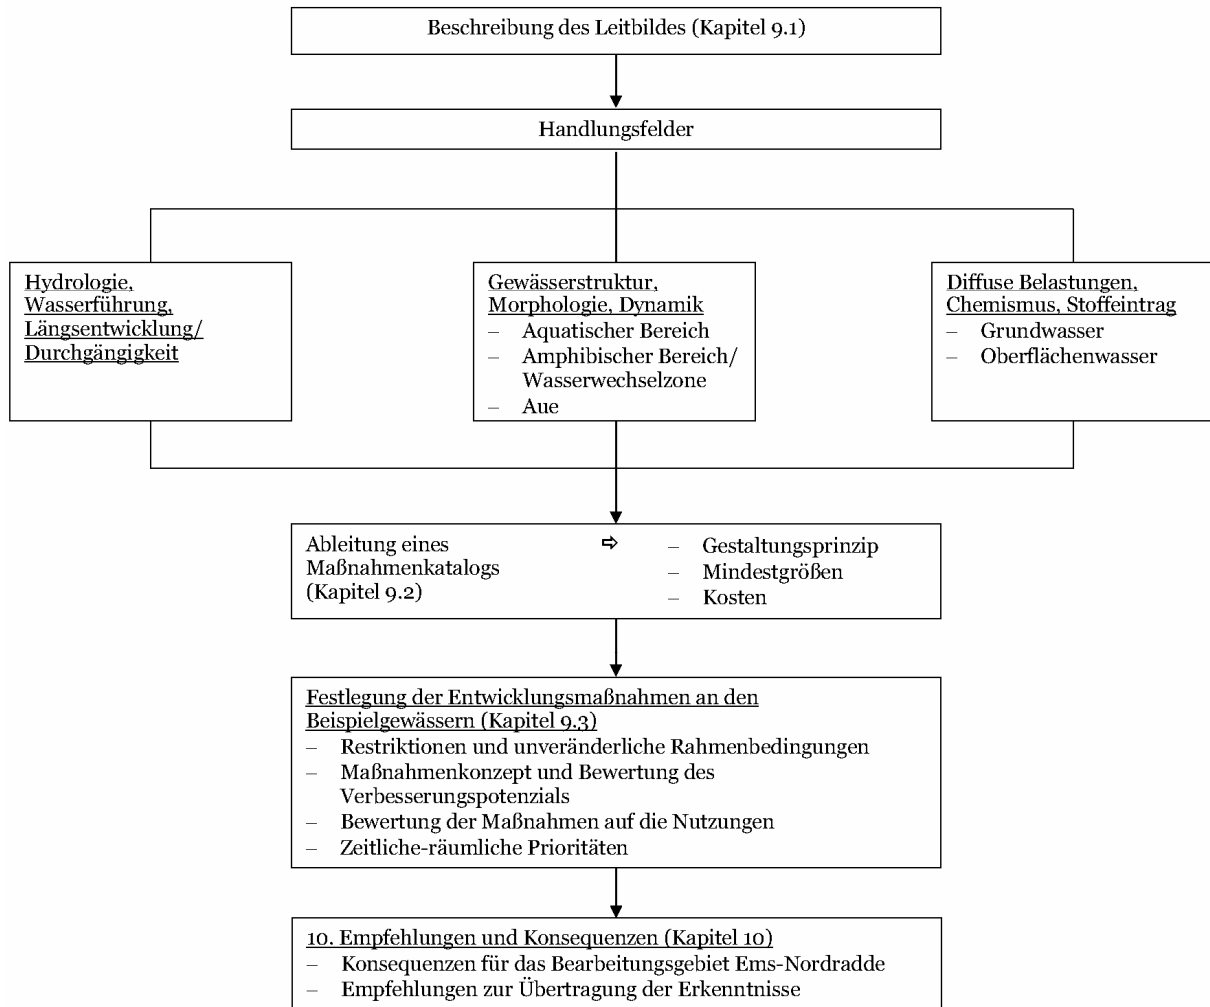 Beschreibung des Leitbildes (Kapitel 9.1)
Handlungsfelder
Hydrologie,
Wasserführung,
Längsentwicklung/
Durchgängigkeit
Gewässerstruktur,
Morphologie, Dynamik
– Aquatischer Bereich
– Amphibischer Bereich/
Wasserwechselzone
– Aue
Diffuse Belastungen,
Chemismus, Stoffeintrag
– Grundwasser
– Oberflächenwasser
Ableitung eines
Maßnahmenkatalogs
(Kapitel 9.2)
⇨
– Gestaltungsprinzip
– Mindestgrößen
– Kosten
Festlegung der Entwicklungsmaßnahmen an den
Beispielgewässern (Kapitel 9.3)
– Restriktionen und unveränderliche Rahmenbedingungen
– Maßnahmenkonzept und Bewertung des
Verbesserungspotenzials
– Bewertung der Maßnahmen auf die Nutzungen
– Zeitliche-räumliche Prioritäten
10. Empfehlungen und Konsequenzen (Kapitel 10)
– Konsequenzen für das Bearbeitungsgebiet Ems-Nordradde
– Empfehlungen zur Übertragung der Erkenntnisse